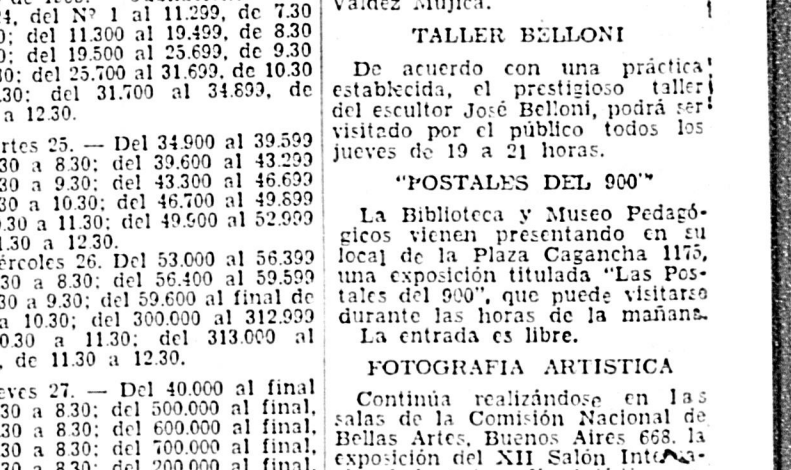 24, del Nº 1 al 11.299, de 7.30
del 11.300 al 19.499, de 8.30
del 19.500 al 25.699, de 9.30
del 25.700 al 31.699, de 10.30
.30; del 31.700 al 34.899, de
a 12.30.
rtes 25. — Del 34.900 al 39.599
30 a 8.30; del 39.600 al 43.299
30 a 9.30; del 43.300 al 46.699
30 a 10.30; del 46.700 al 49.899
0.30 a 11.30; del 49.900 al 52.999
1.30 a 12.30.
ércoles 26. Del 53.000 al 56.399
30 a 8.30; del 56.400 al 59.599
30 a 9.30; del 59.600 al final de
a 10.30; del 300.000 al 312.999
0.30 a 11.30; del 313.000 al
, de 11.30 a 12.30.
eves 27. — Del 40.000 al final
30 a 8.30; del 500.000 al final,
30 a 8.30; del 600.000 al final,
30 a 8.30; del 700.000 al final,
30 a 8.30; del 200.000 al final,
Valdez Mujica.
TALLER BELLONI
De acuerdo con una práctica
establecida, el prestigioso taller
del escultor José Belloni, podrá ser
visitado por el público todos los
jueves de 19 a 21 horas.
"POSTALES DEL 900"
La Biblioteca y Museo Pedagó-
gicos vienen presentando en su
local de la Plaza Cagancha 1175,
una exposición titulada "Las Pos-
tales del 900", que puede visitarse
durante las horas de la mañana.
La entrada es libre.
FOTOGRAFIA ARTISTICA
Continúa realizándose en las
salas de la Comisión Nacional de
Bellas Artes, Buenos Aires 668, la
exposición del XII Salón Interna-